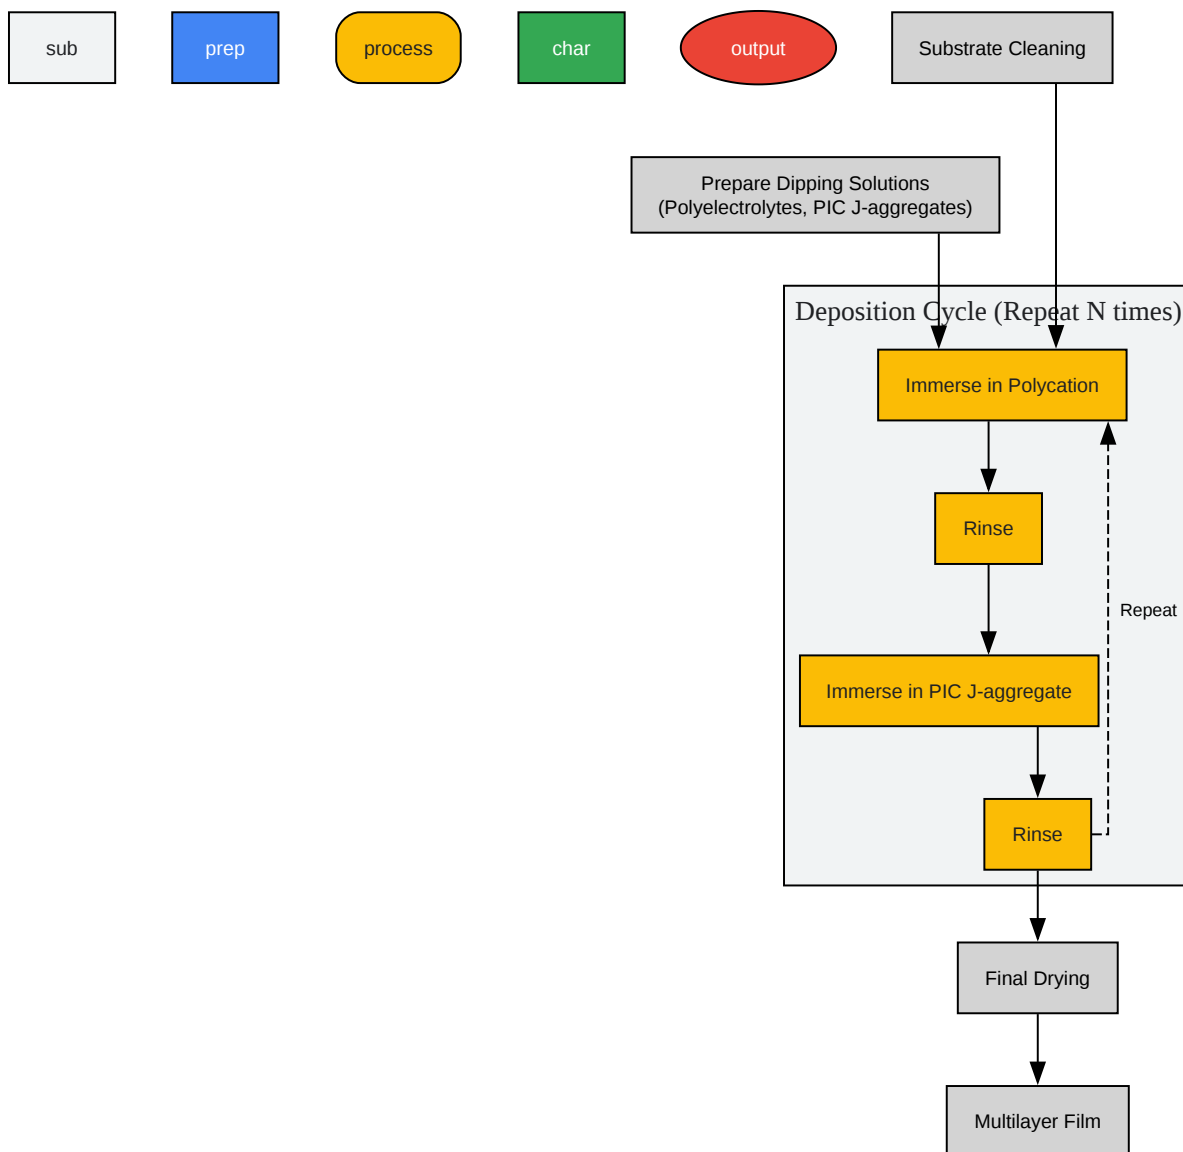 sub
prep
process
char
output
Substrate Cleaning
Prepare Dipping Solutions
(Polyelectrolytes, PIC J-aggregates)
Deposition Cycle (Repeat N times)
Immerse in Polycation
Rinse
Repeat
Immerse in PIC J-aggregate
Rinse
Final Drying
Multilayer Film